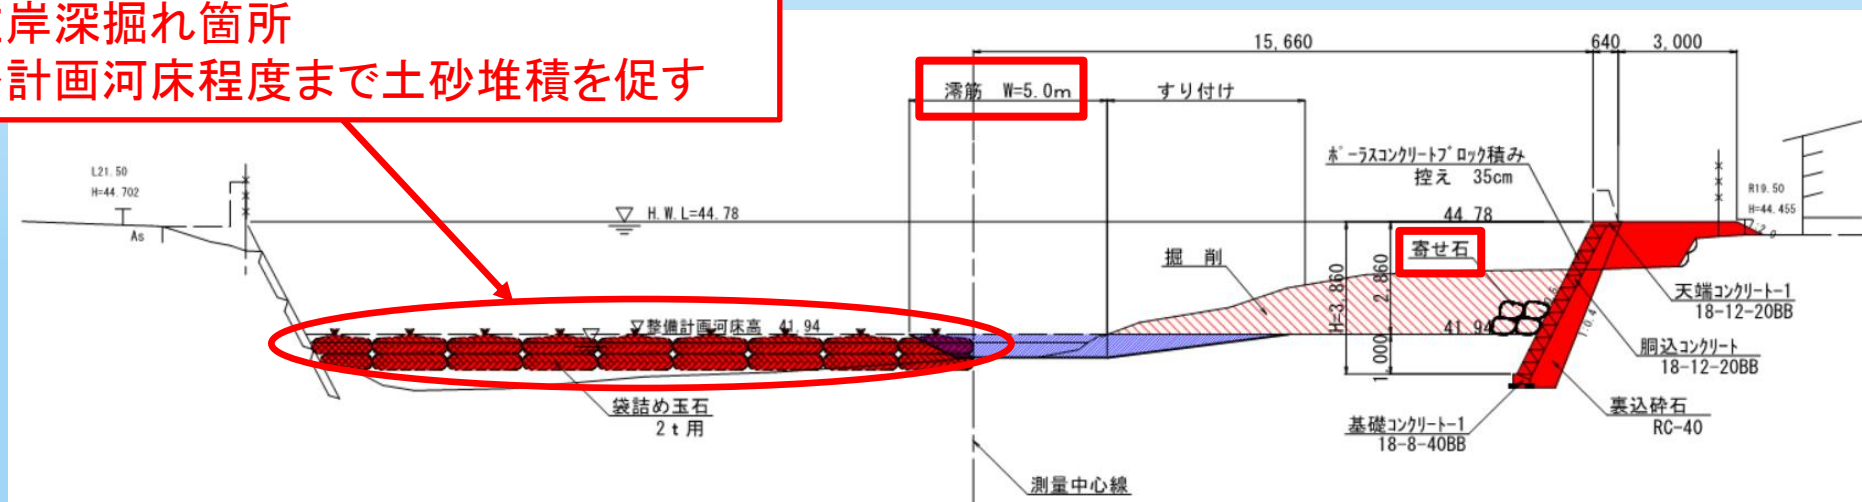 岸深掘れ箇所
計画河床程度まで土砂堆積を促す
15,660
640
3,000
澪筋 W=5.0m
すり付け
ポーラスコンクリートブロック積み
控え 35cm
L21.50
H=44.702
As
H.W.L=44.78
44.78
R19.50
H=44.455
寄せ石
掘 削
H=3,860
2,860
天端コンクリート-1
18-12-20BB
整備計画河床高 41.94
41.94
1,000
1:0.4
胴込コンクリート
18-12-20BB
袋詰め玉石
2t用
裏込砕石
RC-40
基礎コンクリート-1
18-8-40BB
測量中心線